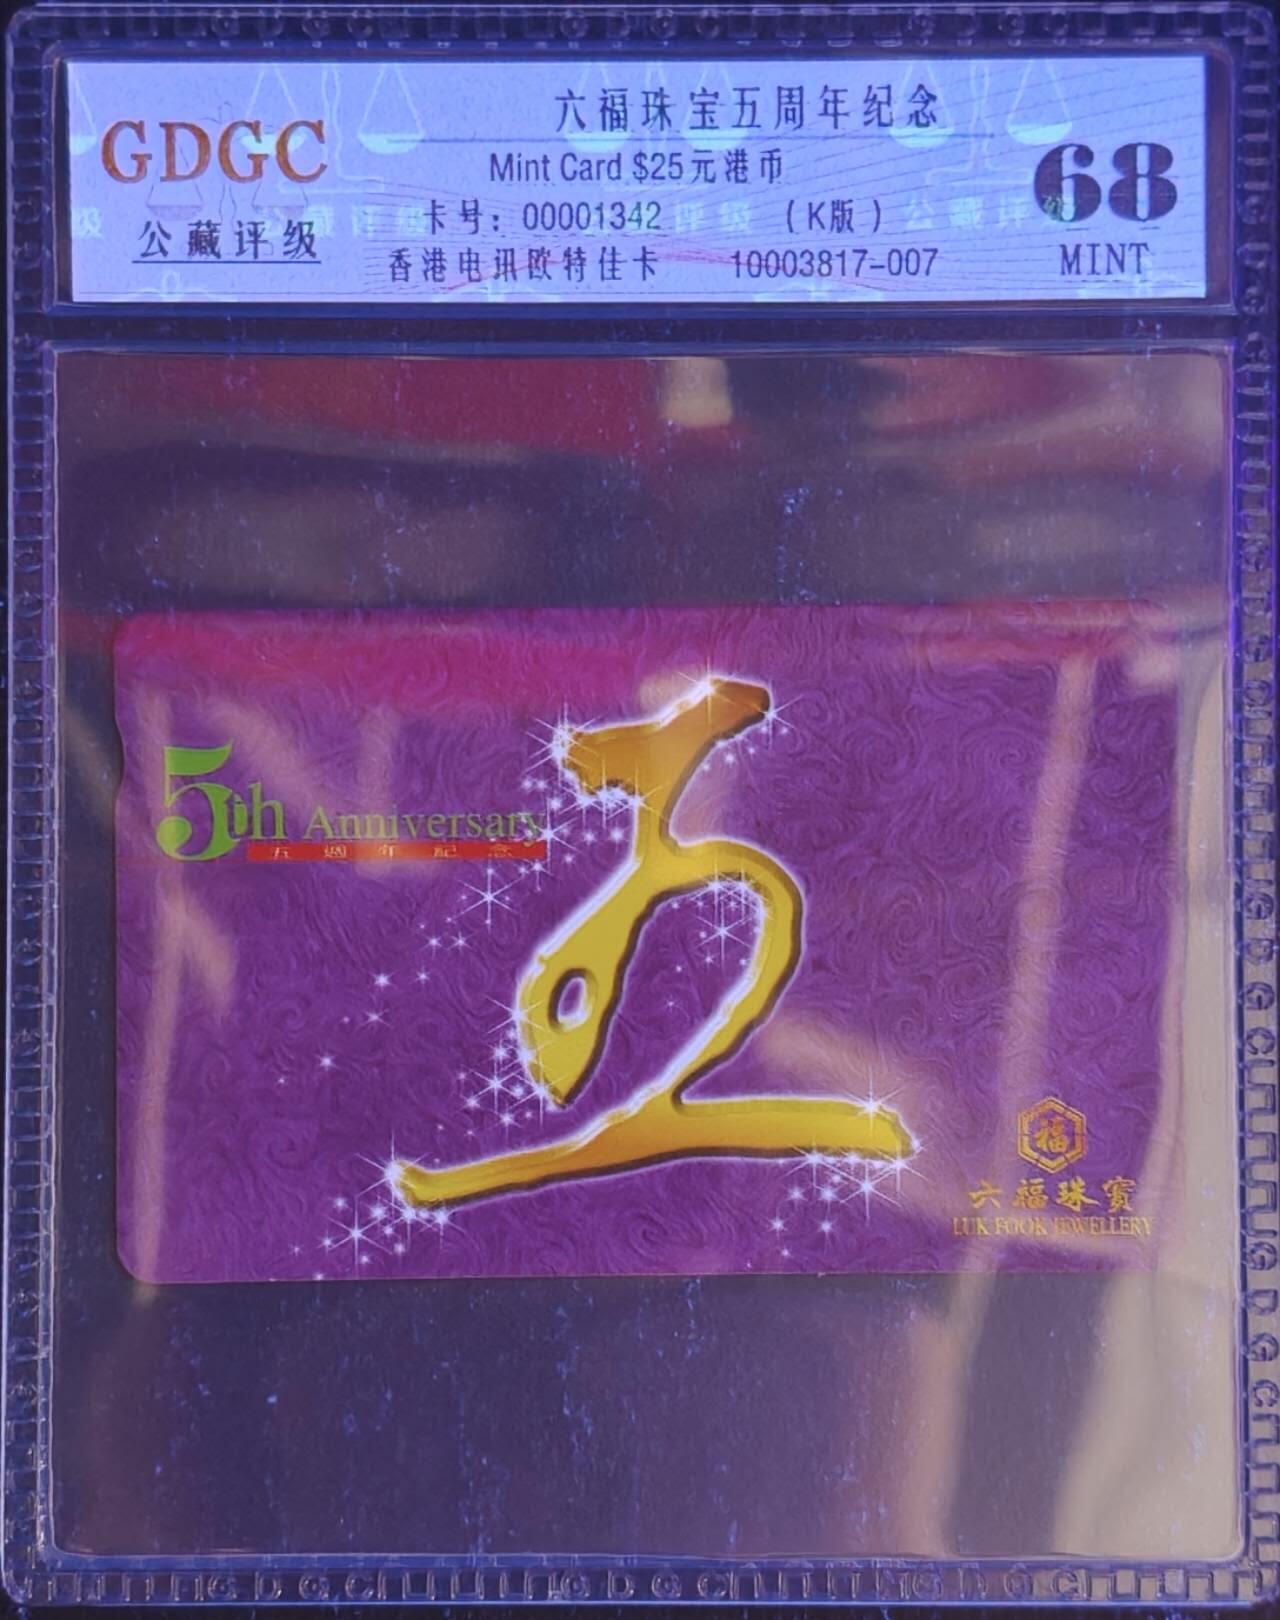 GDGC
公藏评级
六福珠宝五周年纪念
Mint Card $25元港币
卡号：00001342 （K版）
香港电讯欧特佳卡 10003817-007
68
MINT
5th Anniversary
五週年紀念
五
福
六福珠寶
LUK FOOK JEWELLERY